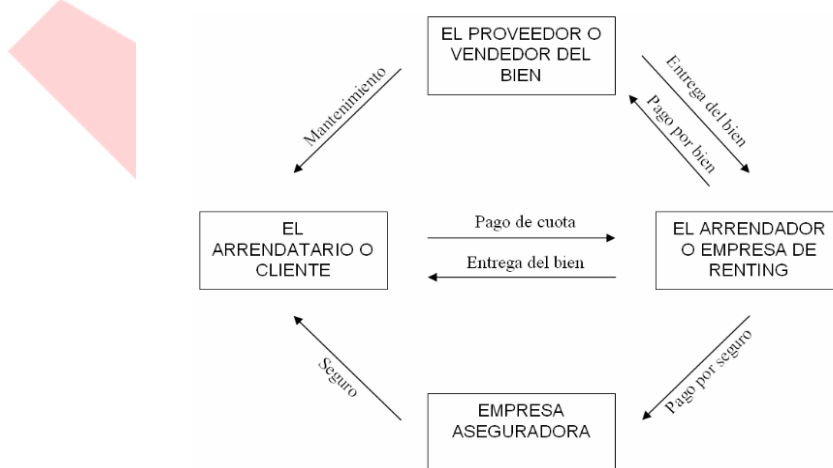 EL PROVEEDOR O
VENDEDOR DEL
BIEN
Mantenimiento
Entrega del bien
Pago por bien
EL
ARRENDATARIO O
CLIENTE
Pago de cuota
Entrega del bien
EL ARRENDADOR
O EMPRESA DE
RENTING
Seguro
Pago por seguro
EMPRESA
ASEGURADORA